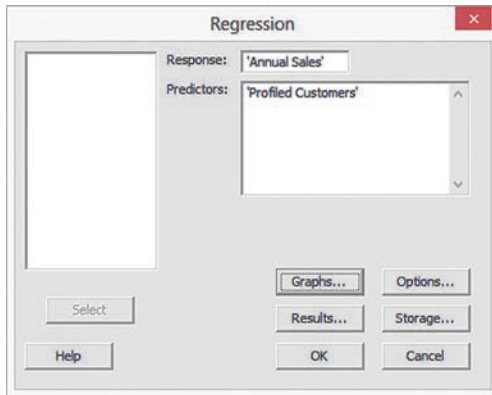 Regression
Response: 'Annual Sales'
Predictors: 'Profiled Customers'
Select
Graphs... Options...
Results... Storage...
Help OK Cancel